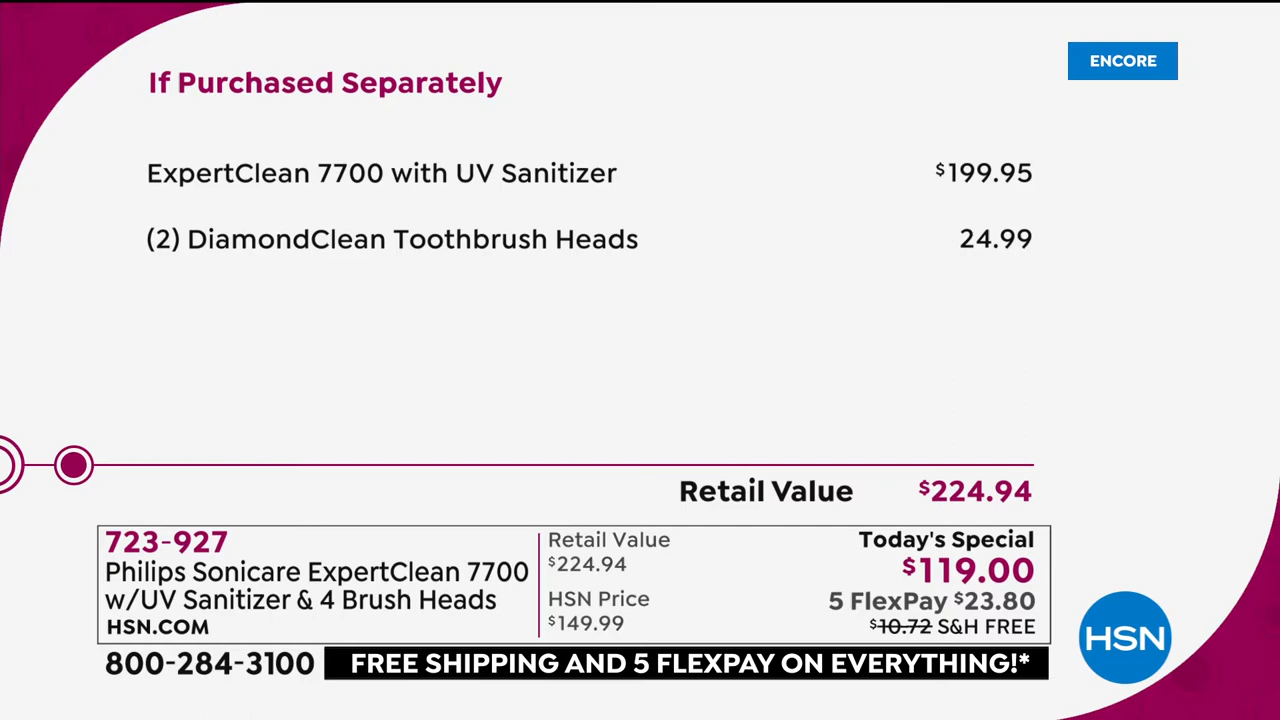 If Purchased Separately
ENCORE
ExpertClean 7700 with UV Sanitizer $199.95
(2) DiamondClean Toothbrush Heads 24.99
Retail Value $224.94
723-927
Philips Sonicare ExpertClean 7700
w/UV Sanitizer & 4 Brush Heads
HSN.COM
Retail Value
$224.94
HSN Price
$149.99
Today's Special
$119.00
5 FlexPay $23.80
$10.72 S&H FREE
HSN
800-284-3100
FREE SHIPPING AND 5 FLEXPAY ON EVERYTHING!*